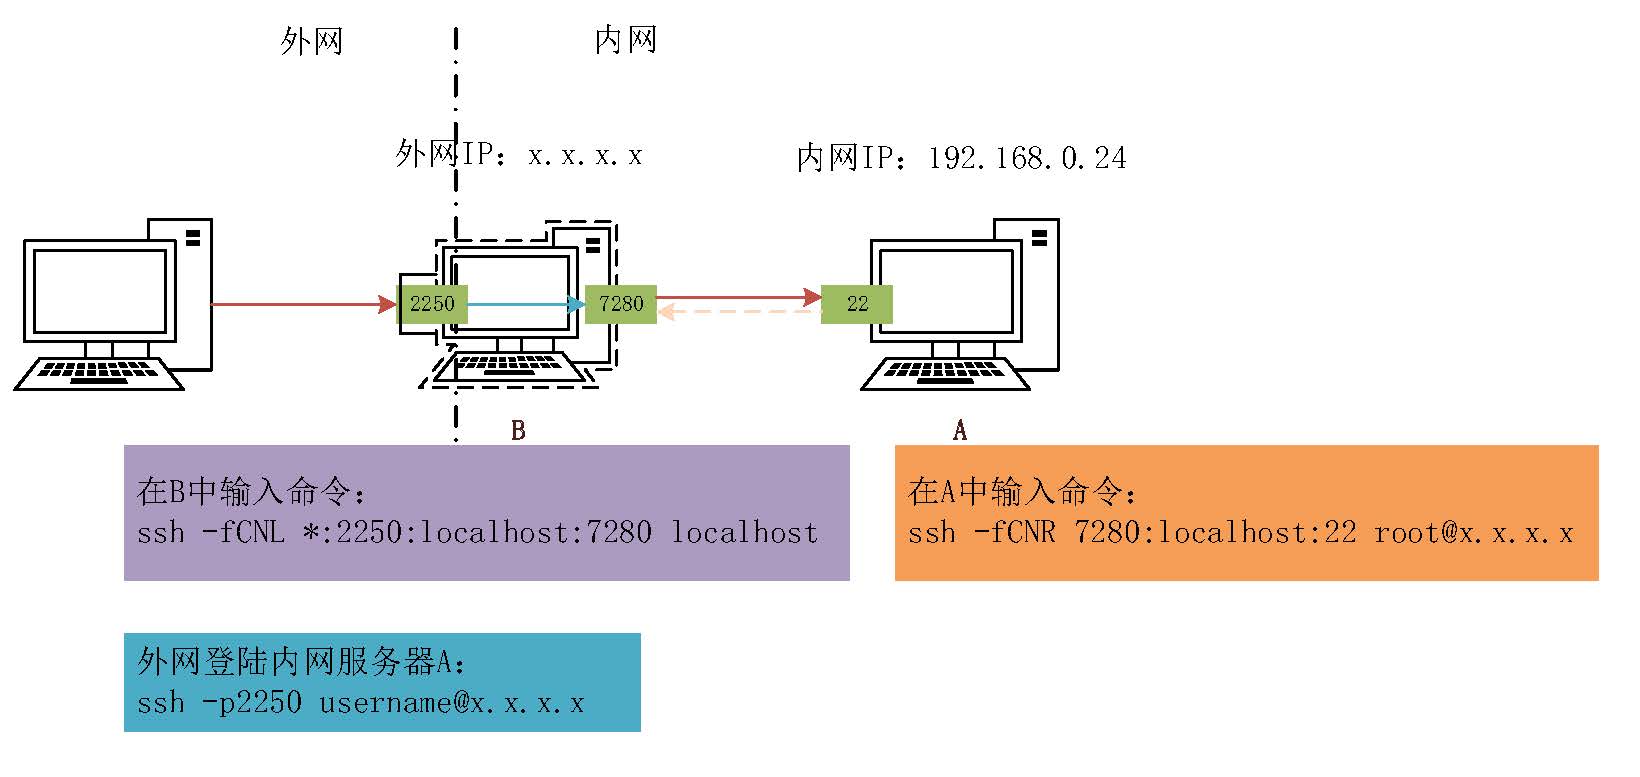 外网
内网
外网IP：x.x.x.x
内网IP：192.168.0.24
2250
7280
22
B
A
在B中输入命令：
ssh -fCNL *:2250:localhost:7280 localhost
在A中输入命令：
ssh -fCNR 7280:localhost:22 root@x.x.x.x
外网登陆内网服务器A：
ssh -p2250 username@x.x.x.x